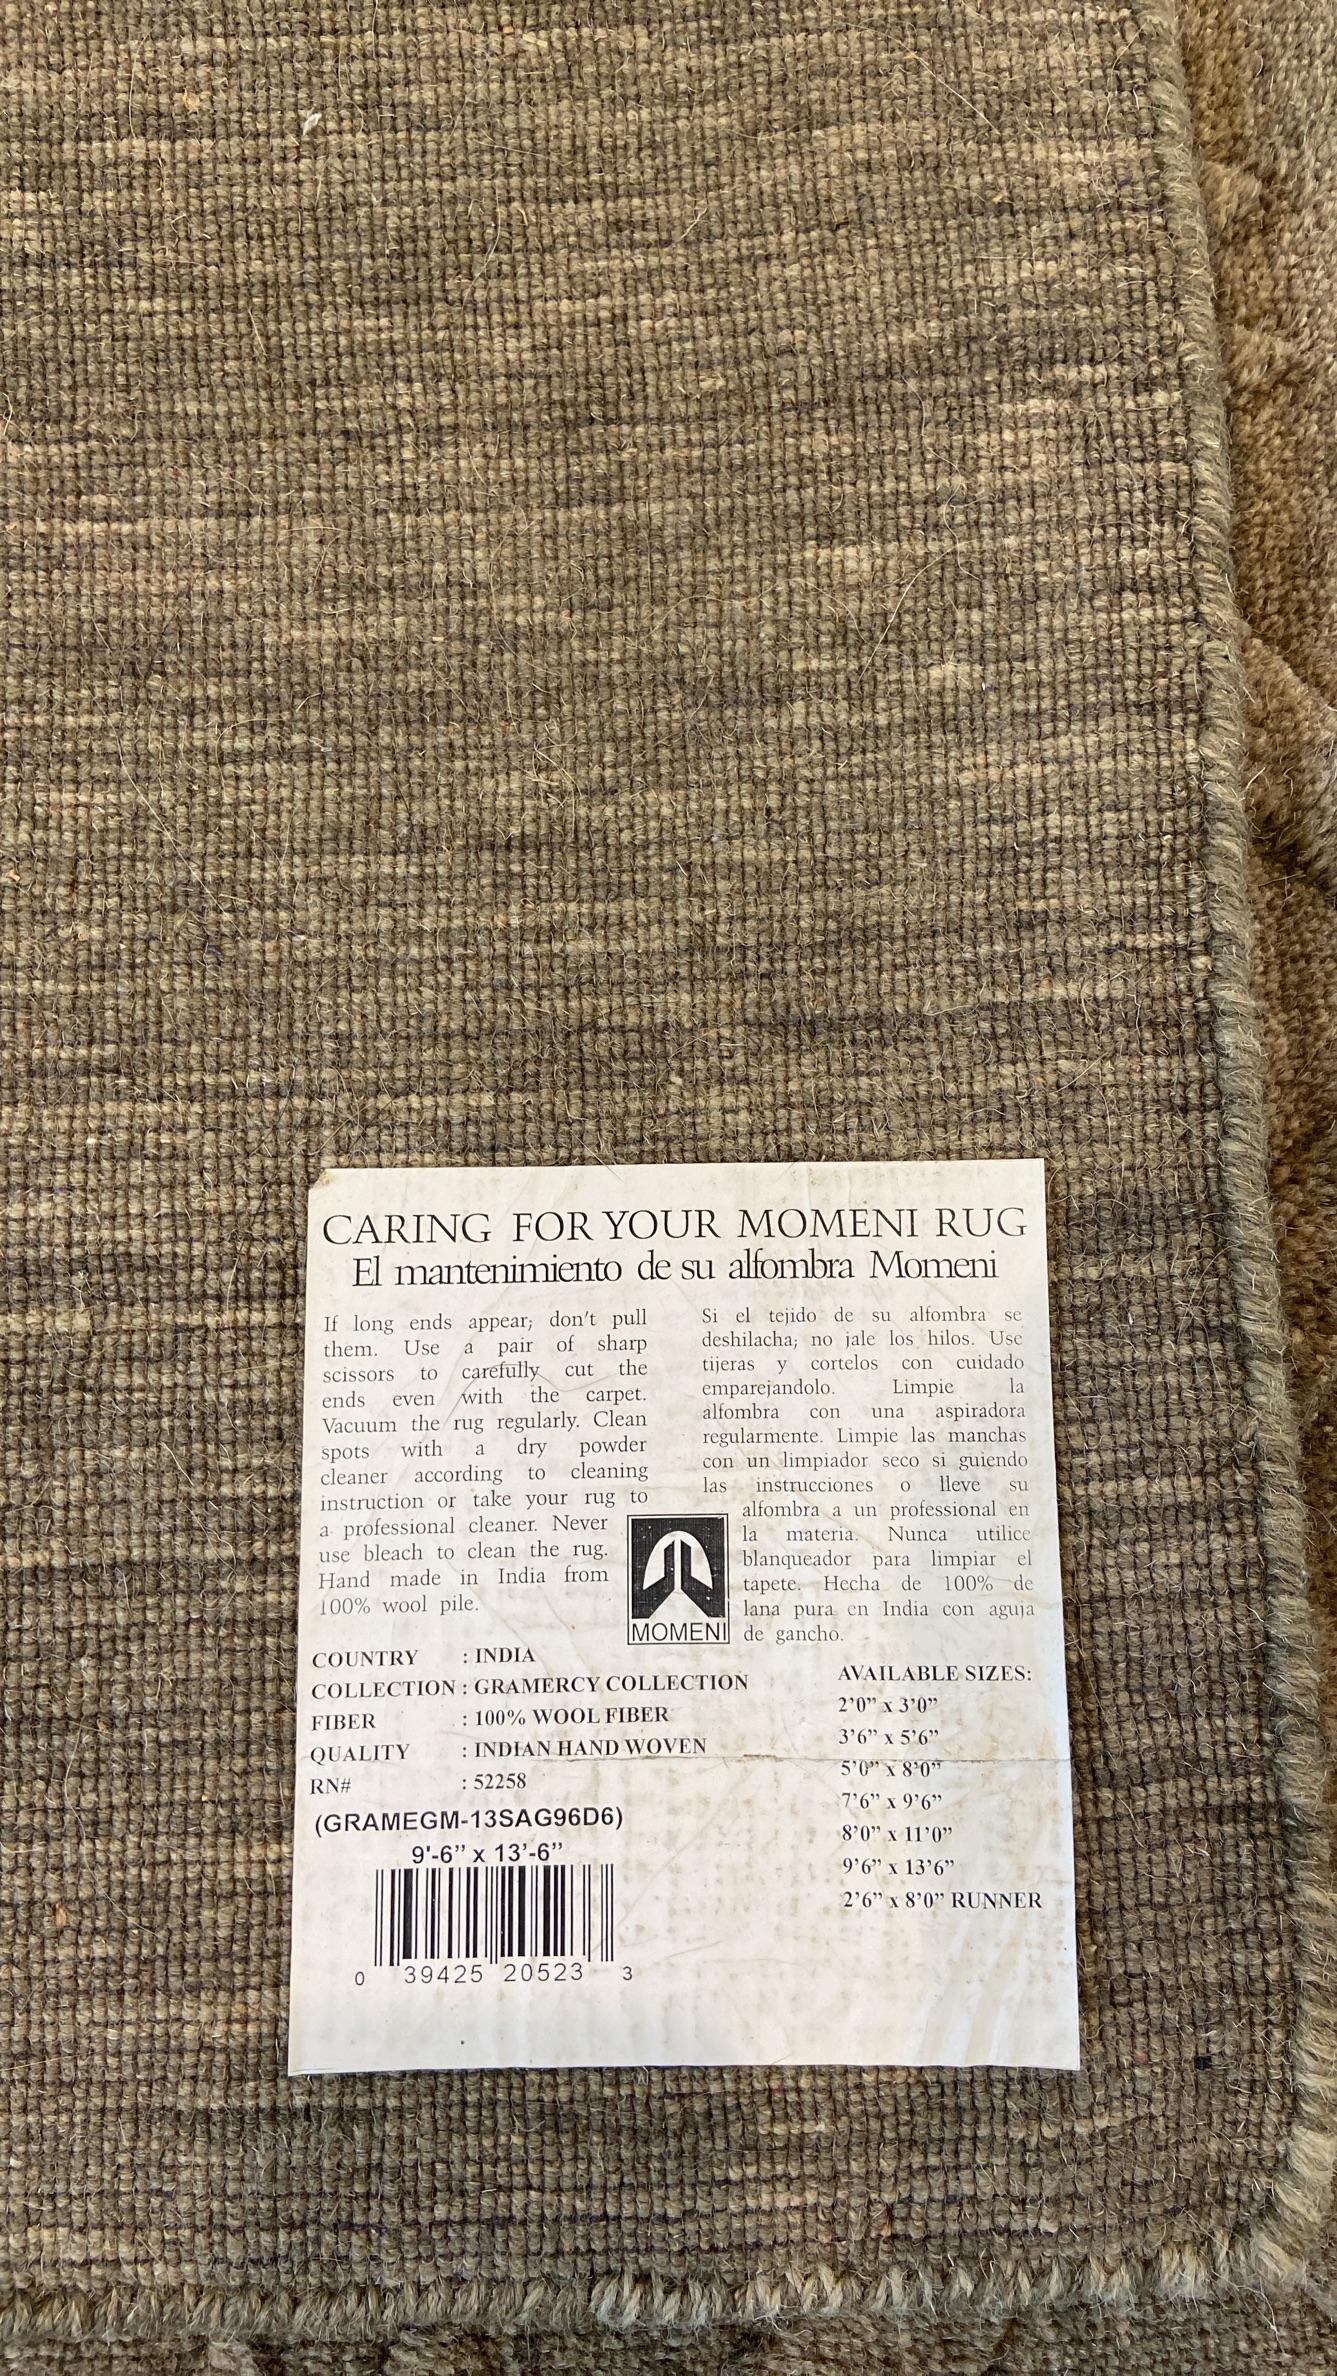 CARING FOR YOUR MOMENI RUG
El mantenimiento de su alfombra Momeni
If long ends appear; don't pull
them. Use a pair of sharp
scissors to carefully cut the
ends even with the carpet.
Vacuum the rug regularly. Clean
spots with a dry powder
cleaner according to cleaning
instruction or take your rug to
a professional cleaner. Never
use bleach to clean the rug.
Hand made in India from
100% wool pile.
Si el tejido de su alfombra se
deshilacha; no jale los hilos. Use
tijeras y cortelos con cuidado
emparejandolo. Limpie la
alfombra con una aspiradora
regularmente. Limpie las manchas
con un limpiador seco si guiendo
las instrucciones o lleve su
alfombra a un professional en
la materia. Nunca utilice
blanqueador para limpiar el
tapete. Hecha de 100% de
lana pura en India con aguja
de gancho.
MOMENI
COUNTRY : INDIA
COLLECTION : GRAMERCY COLLECTION
FIBER : 100% WOOL FIBER
QUALITY : INDIAN HAND WOVEN
RN# : 52258
(GRAMEGM-13SAG96D6)
9'-6" x 13'-6"
0 39425 20523 3
AVAILABLE SIZES:
2'0" x 3'0"
3'6" x 5'6"
5'0" x 8'0"
7'6" x 9'6"
8'0" x 11'0"
9'6" x 13'6"
2'6" x 8'0" RUNNER